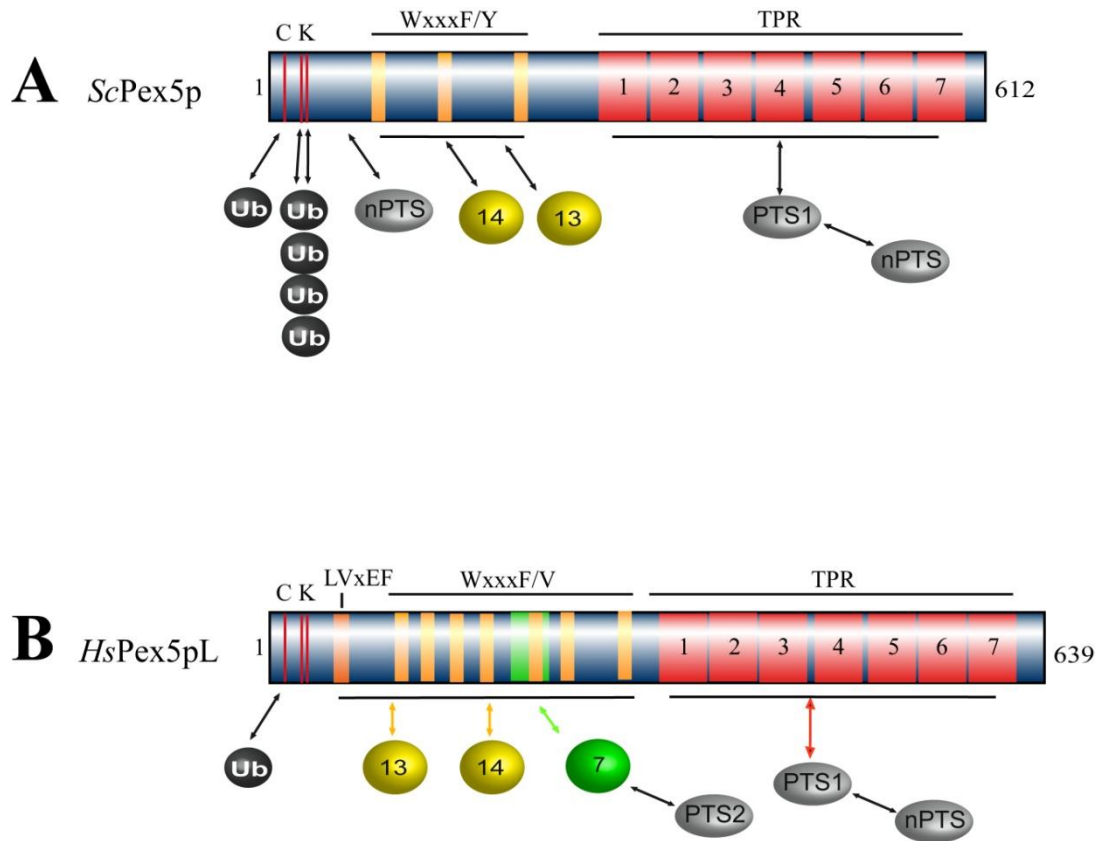 WxxxF/Y TPR
C K
A ScPex5p 1 1 2 3 4 5 6 7 612
Ub Ub nPTS 14 13 PTS1
Ub nPTS
Ub
Ub
LVxEF WxxxF/V TPR
C K
B HsPex5pL 1 1 2 3 4 5 6 7 639
Ub 13 14 7 PTS1
PTS2 nPTS